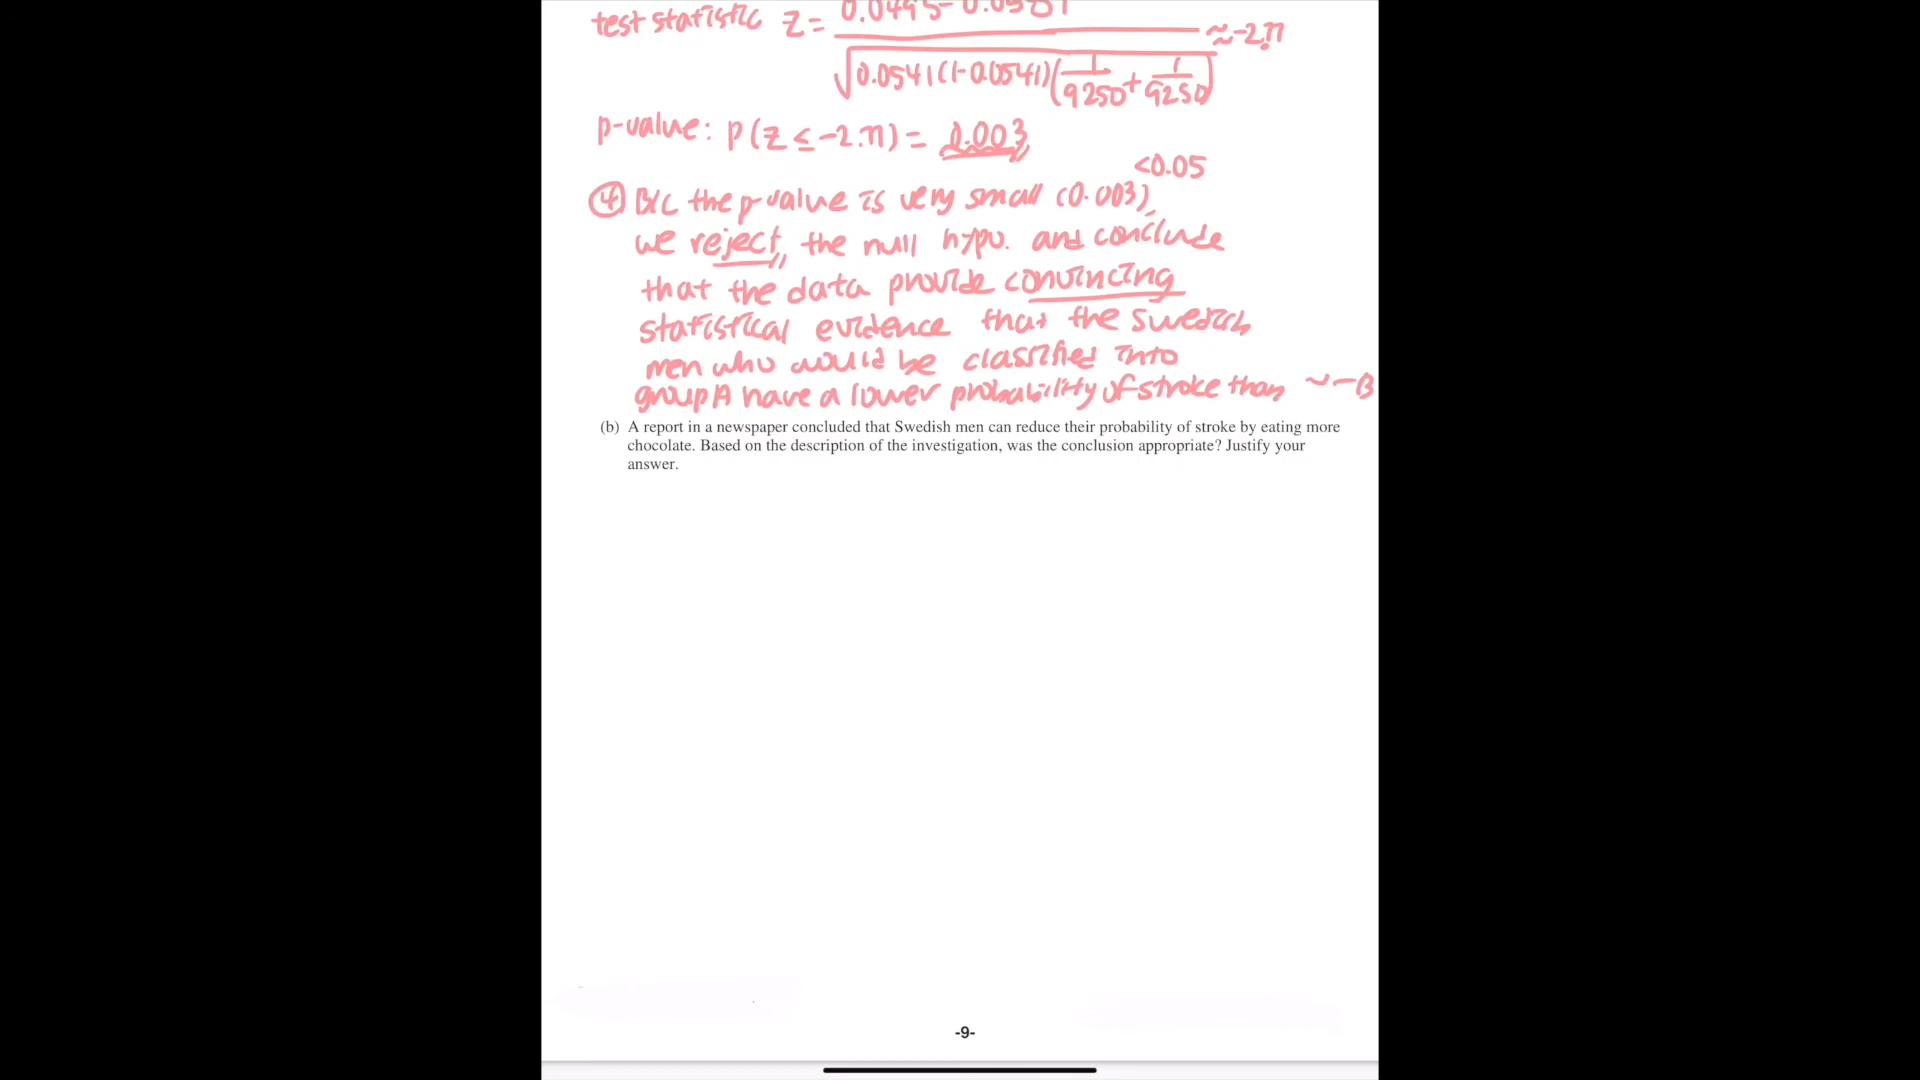 test statistic z = 0.0495 - 0.0587 / √0.0541(1-0.0541)(1/9250 + 1/9250) ≈ -2.77
p-value: P(Z ≤ -2.77) = 0.003
<0.05
④ B/C the p-value is very small (0.003),
we reject, the null hypo. and conclude
that the data provide convincing
statistical evidence that the swedish
men who would be classified into
group A have a lower probability of stroke than ~ - B
(b) A report in a newspaper concluded that Swedish men can reduce their probability of stroke by eating more
chocolate. Based on the description of the investigation, was the conclusion appropriate? Justify your
answer.
-9-